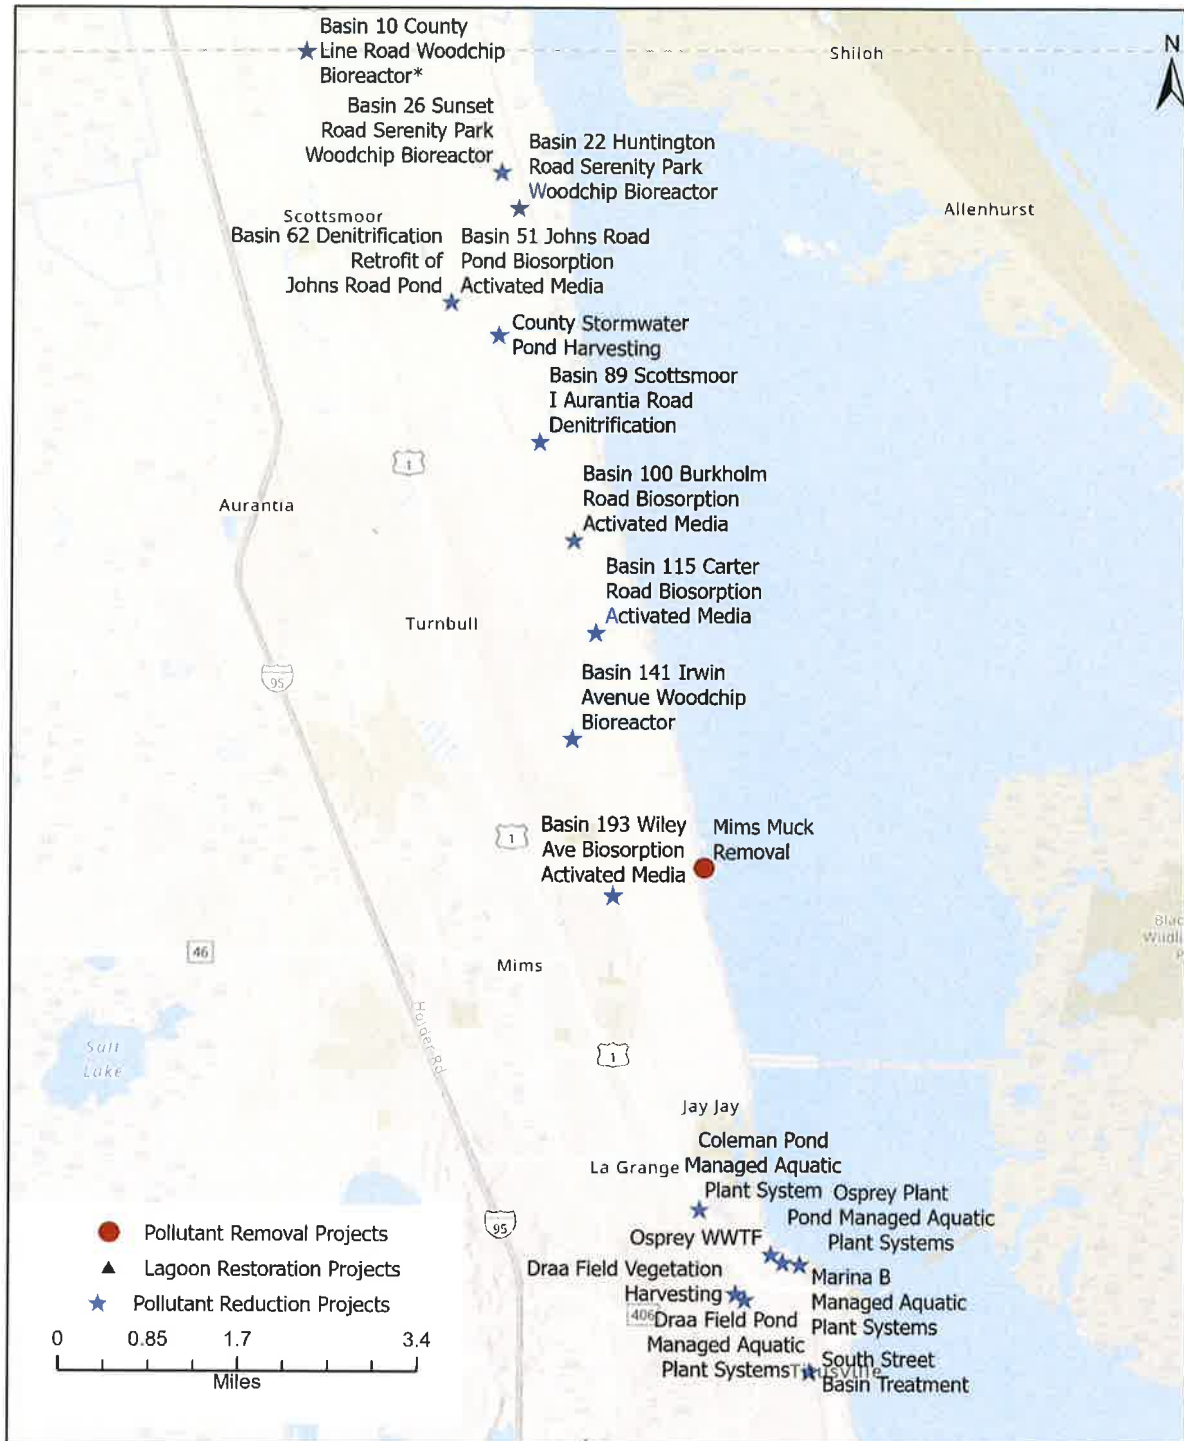 Basin 10 County
Line Road Woodchip
Bioreactor*
Shiloh
N
Basin 26 Sunset
Road Serenity Park
Woodchip Bioreactor
Basin 22 Huntington
Road Serenity Park
Woodchip Bioreactor
Allenhurst
Scottsmoor
Basin 62 Denitrification
Retrofit of
Johns Road Pond
Basin 51 Johns Road
Pond Biosorption
Activated Media
County Stormwater
Pond Harvesting
Basin 89 Scottsmoor
I Aurantia Road
Denitrification
1
Basin 100 Burkholm
Road Biosorption
Activated Media
Aurantia
Basin 115 Carter
Road Biosorption
Activated Media
Turnbull
95
Basin 141 Irwin
Avenue Woodchip
Bioreactor
1
Basin 193 Wiley
Ave Biosorption
Activated Media
Mims Muck
Removal
46
Mims
Holder Rd
Salt
Lake
1
Jay Jay
Coleman Pond
Managed Aquatic
Plant System
La Grange
Osprey Plant
Pond Managed Aquatic
Plant Systems
95
Osprey WWTF
Draa Field Vegetation
Harvesting
Marina B
Managed Aquatic
Plant Systems
406
Draa Field Pond
Managed Aquatic
Plant Systems
Titusville
South Street
Basin Treatment
Pollutant Removal Projects
Lagoon Restoration Projects
Pollutant Reduction Projects
0 0.85 1.7 3.4
Miles